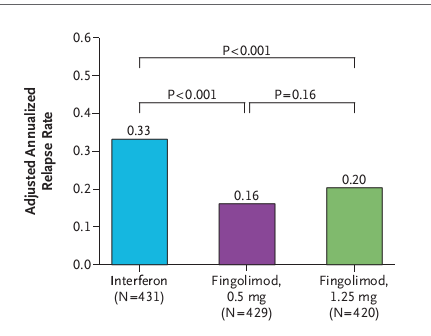 Adjusted Annualized
Relapse Rate
0.6
0.5
0.4
0.3
0.2
0.1
0.0
P<0.001
P<0.001
P=0.16
0.33
0.16
0.20
Interferon
(N=431)
Fingolimod,
0.5 mg
(N=429)
Fingolimod,
1.25 mg
(N=420)